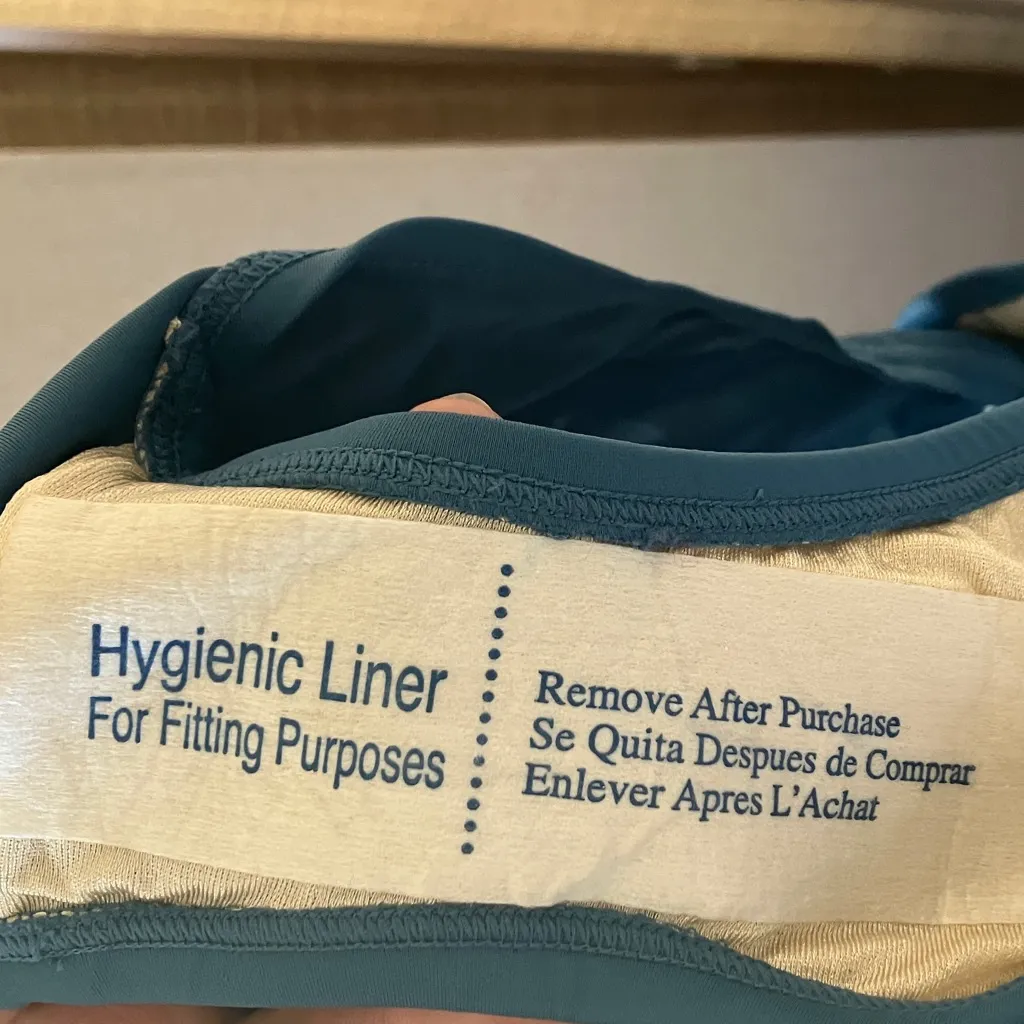 Hygienic Liner
For Fitting Purposes
Remove After Purchase
Se Quita Despues de Comprar
Enlever Apres L'Achat